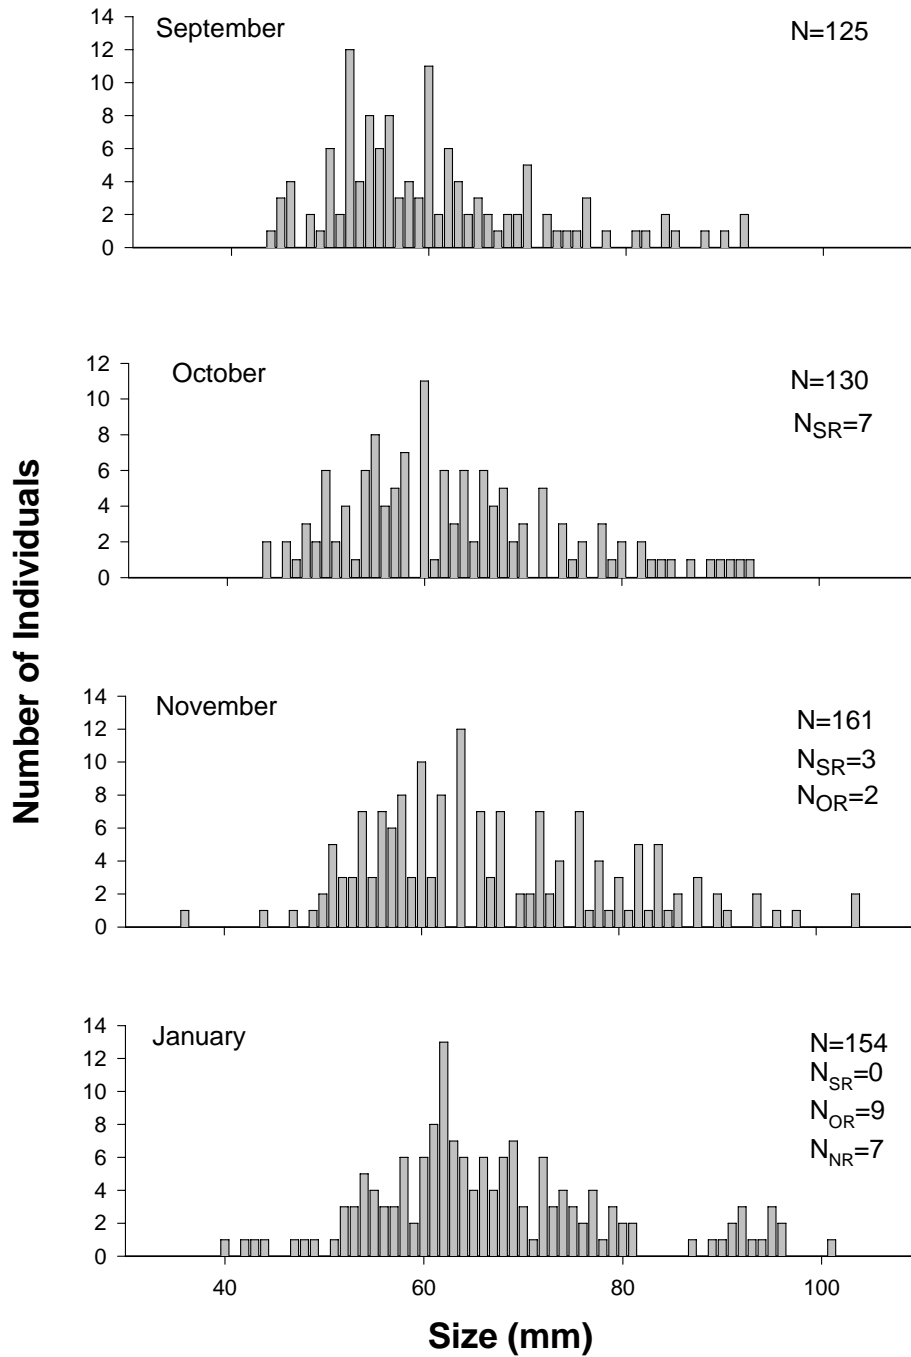 Number of Individuals
14
September
N=125
12
10
8
6
4
2
0
12
October
N=130
10
N_SR=7
8
6
4
2
0
14
November
N=161
12
N_SR=3
10
N_OR=2
8
6
4
2
0
14
January
N=154
12
N_SR=0
10
N_OR=9
8
N_NR=7
6
4
2
0
40 60 80 100
Size (mm)